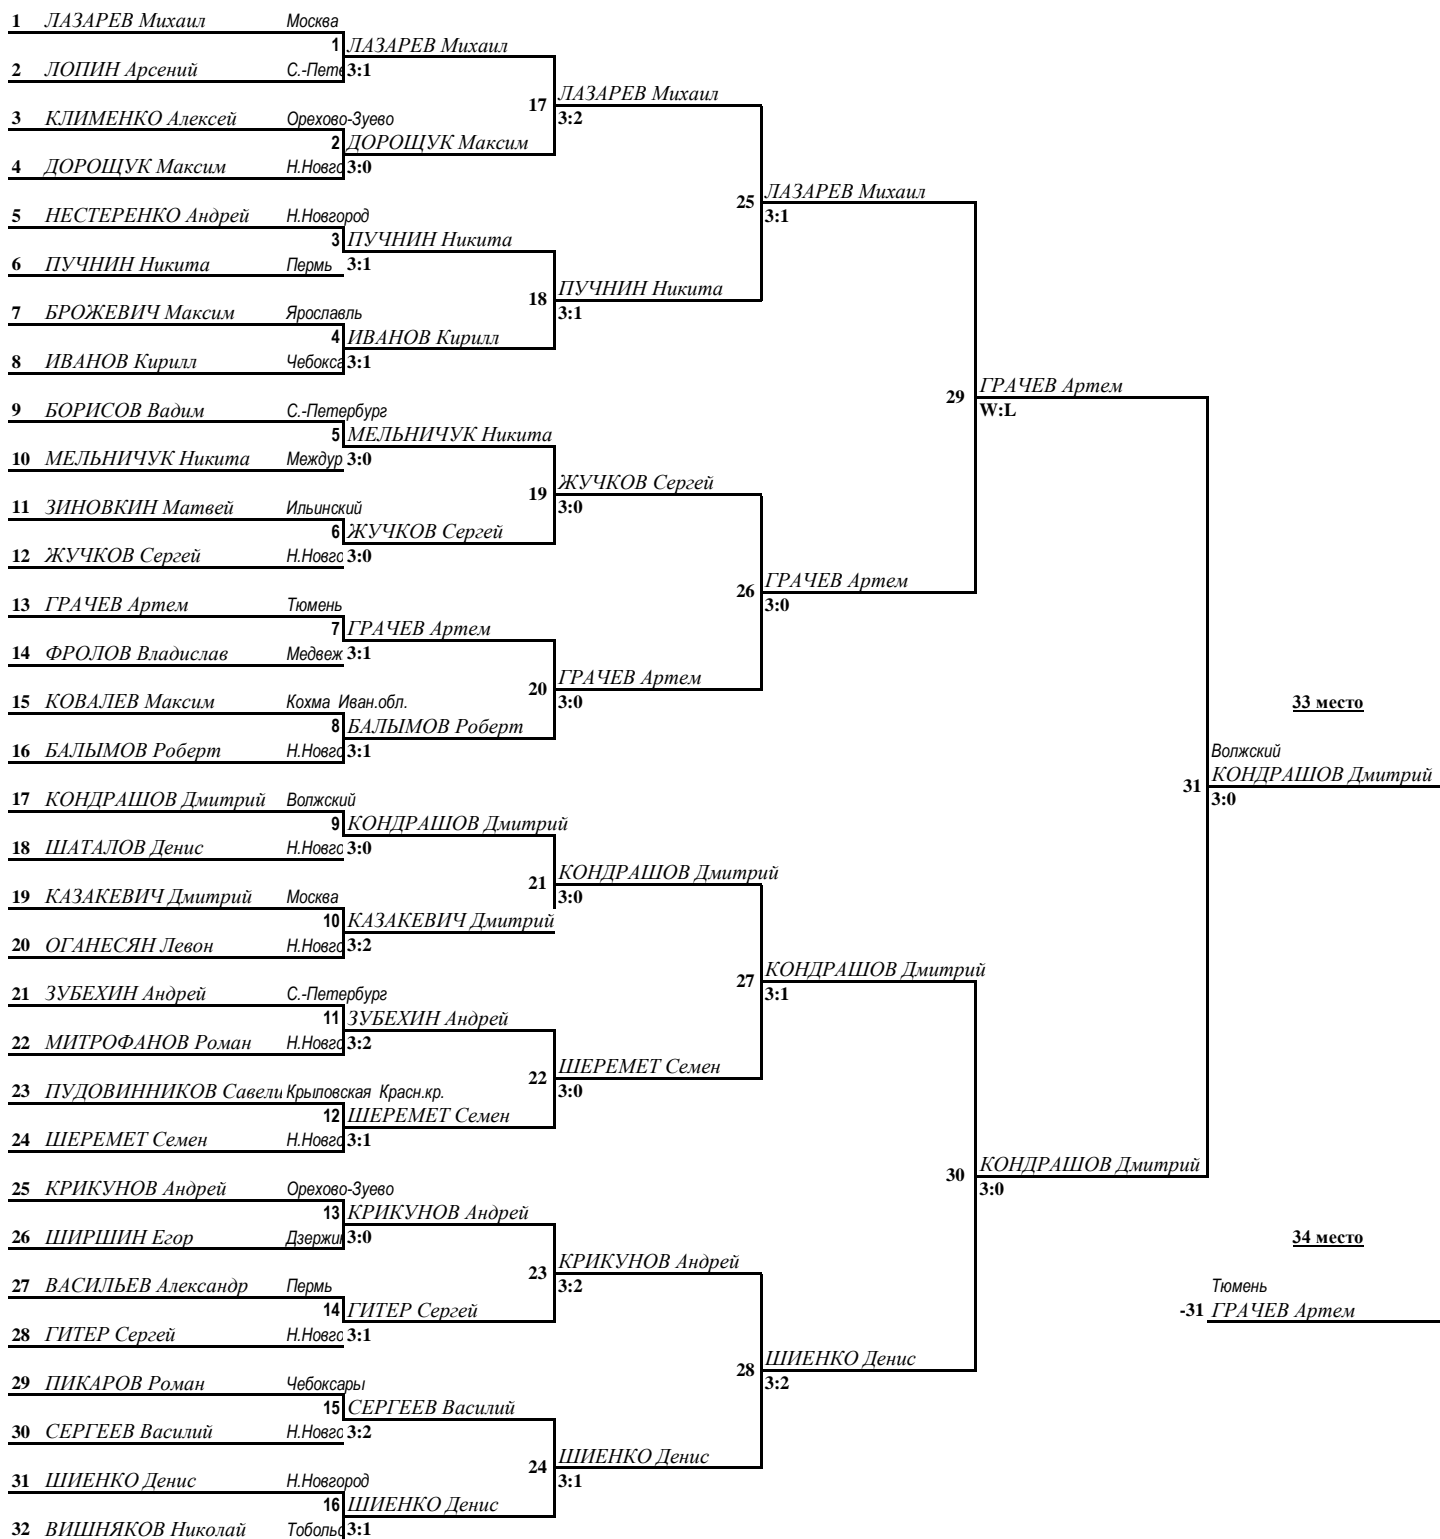 1 ЛАЗАРЕВ Михаил Москва
1 ЛАЗАРЕВ Михаил
2 ЛОПИН Арсений С.-Пете 3:1
17 ЛАЗАРЕВ Михаил
3 КЛИМЕНКО Алексей Орехово-Зуево 3:2
2 ДОРОЩУК Максим
4 ДОРОЩУК Максим Н.Новго 3:0
25 ЛАЗАРЕВ Михаил
5 НЕСТЕРЕНКО Андрей Н.Новгород 3:1
3 ПУЧНИН Никита
6 ПУЧНИН Никита Пермь 3:1
18 ПУЧНИН Никита
7 БРОЖЕВИЧ Максим Ярославль 3:1
4 ИВАНОВ Кирилл
8 ИВАНОВ Кирилл Чебокса 3:1
29 ГРАЧЕВ Артем
9 БОРИСОВ Вадим С.-Петербург W:L
5 МЕЛЬНИЧУК Никита
10 МЕЛЬНИЧУК Никита Междур 3:0
19 ЖУЧКОВ Сергей
11 ЗИНОВКИН Матвей Ильинский 3:0
6 ЖУЧКОВ Сергей
12 ЖУЧКОВ Сергей Н.Новго 3:0
26 ГРАЧЕВ Артем
13 ГРАЧЕВ Артем Тюмень 3:0
7 ГРАЧЕВ Артем
14 ФРОЛОВ Владислав Медвеж 3:1
20 ГРАЧЕВ Артем
15 КОВАЛЕВ Максим Кохма Иван.обл. 3:0 33 место
8 БАЛЫМОВ Роберт
16 БАЛЫМОВ Роберт Н.Новго 3:1 Волжский
31 КОНДРАШОВ Дмитрий
17 КОНДРАШОВ Дмитрий Волжский 3:0
9 КОНДРАШОВ Дмитрий
18 ШАТАЛОВ Денис Н.Новго 3:0
21 КОНДРАШОВ Дмитрий
19 КАЗАКЕВИЧ Дмитрий Москва 3:0
10 КАЗАКЕВИЧ Дмитрий
20 ОГАНЕСЯН Левон Н.Новго 3:2
27 КОНДРАШОВ Дмитрий
21 ЗУБЕХИН Андрей С.-Петербург 3:1
11 ЗУБЕХИН Андрей
22 МИТРОФАНОВ Роман Н.Новго 3:2
22 ШЕРЕМЕТ Семен
23 ПУДОВИННИКОВ Савели Крыловская Красн.кр. 3:0
12 ШЕРЕМЕТ Семен
24 ШЕРЕМЕТ Семен Н.Новго 3:1
30 КОНДРАШОВ Дмитрий
25 КРИКУНОВ Андрей Орехово-Зуево 3:0
13 КРИКУНОВ Андрей
26 ШИРШИН Егор Дзержин 3:0 34 место
23 КРИКУНОВ Андрей
27 ВАСИЛЬЕВ Александр Пермь 3:2 Тюмень
14 ГИТЕР Сергей -31 ГРАЧЕВ Артем
28 ГИТЕР Сергей Н.Новго 3:1
28 ШИЕНКО Денис
29 ПИКАРОВ Роман Чебоксары 3:2
15 СЕРГЕЕВ Василий
30 СЕРГЕЕВ Василий Н.Новго 3:2
24 ШИЕНКО Денис
31 ШИЕНКО Денис Н.Новгород 3:1
16 ШИЕНКО Денис
32 ВИШНЯКОВ Николай Тобольс 3:1